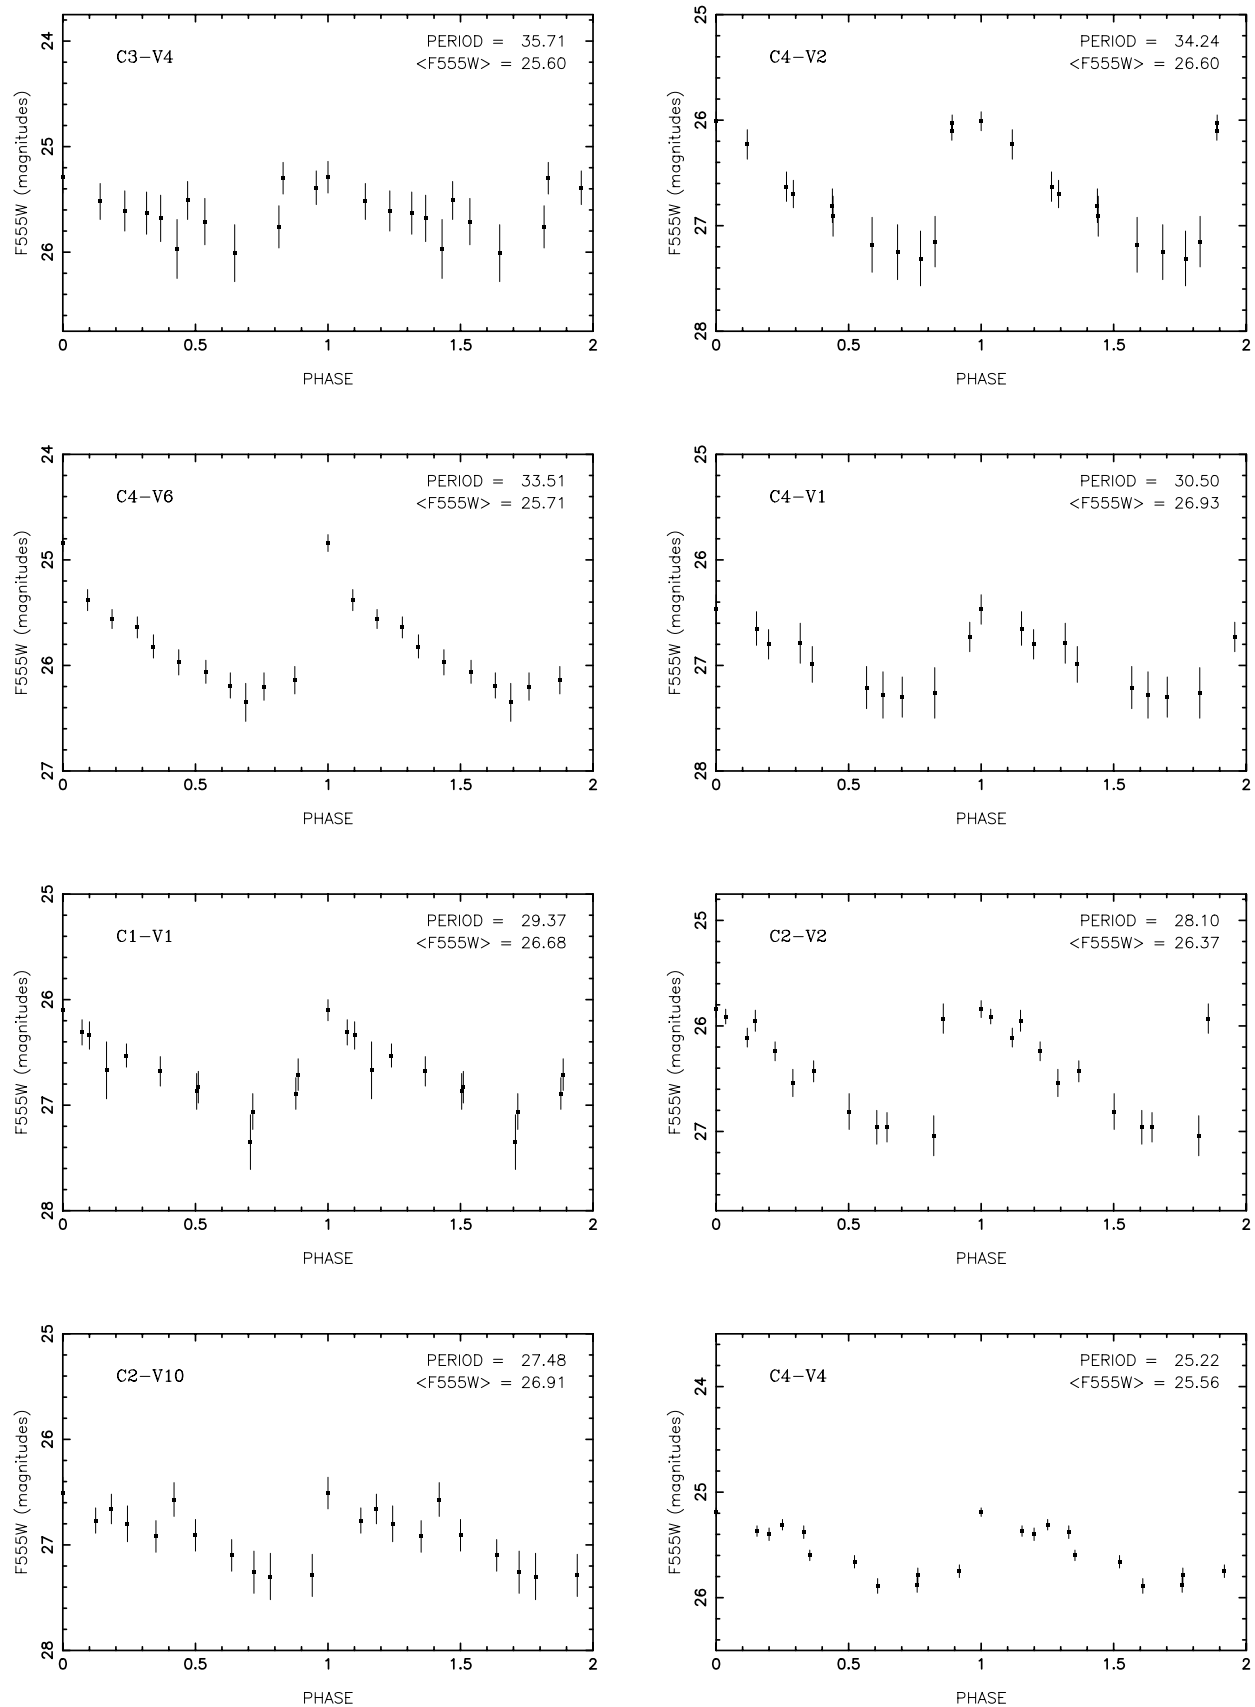 C3-V4
PERIOD = 35.71
<F555W> = 25.60
24
25
26
F555W (magnitudes)
0 0.5 1 1.5 2
PHASE
C4-V2
PERIOD = 34.24
<F555W> = 26.60
25
26
27
28
F555W (magnitudes)
0 0.5 1 1.5 2
PHASE
C4-V6
PERIOD = 33.51
<F555W> = 25.71
24
25
26
27
F555W (magnitudes)
0 0.5 1 1.5 2
PHASE
C4-V1
PERIOD = 30.50
<F555W> = 26.93
25
26
27
28
F555W (magnitudes)
0 0.5 1 1.5 2
PHASE
C1-V1
PERIOD = 29.37
<F555W> = 26.68
25
26
27
28
F555W (magnitudes)
0 0.5 1 1.5 2
PHASE
C2-V2
PERIOD = 28.10
<F555W> = 26.37
25
26
27
F555W (magnitudes)
0 0.5 1 1.5 2
PHASE
C2-V10
PERIOD = 27.48
<F555W> = 26.91
25
26
27
28
F555W (magnitudes)
0 0.5 1 1.5 2
PHASE
C4-V4
PERIOD = 25.22
<F555W> = 25.56
24
25
26
F555W (magnitudes)
0 0.5 1 1.5 2
PHASE